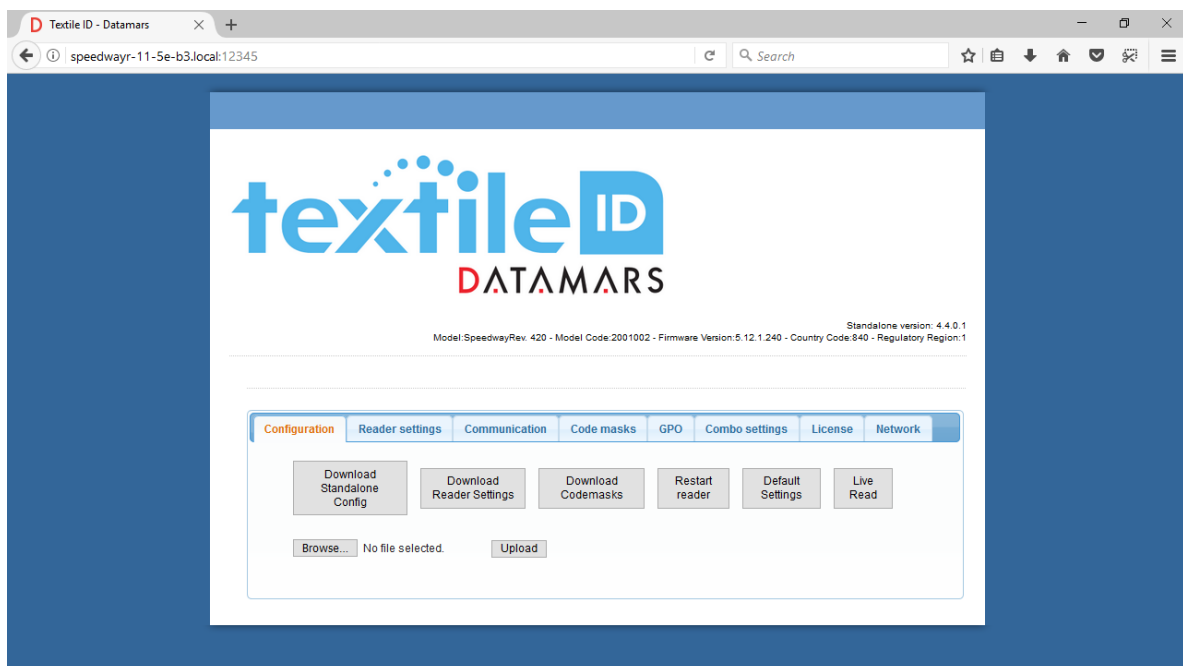 Textile ID - Datamars
speedwayr-11-5e-b3.local:12345
Search
textile ID
DATAMARS
Standalone version: 4.4.0.1
Model:SpeedwayRev. 420 - Model Code:2001002 - Firmware Version:5.12.1.240 - Country Code:840 - Regulatory Region:1
Configuration Reader settings Communication Code masks GPO Combo settings License Network
Download Standalone Config
Download Reader Settings
Download Codemasks
Restart reader
Default Settings
Live Read
Browse... No file selected. Upload